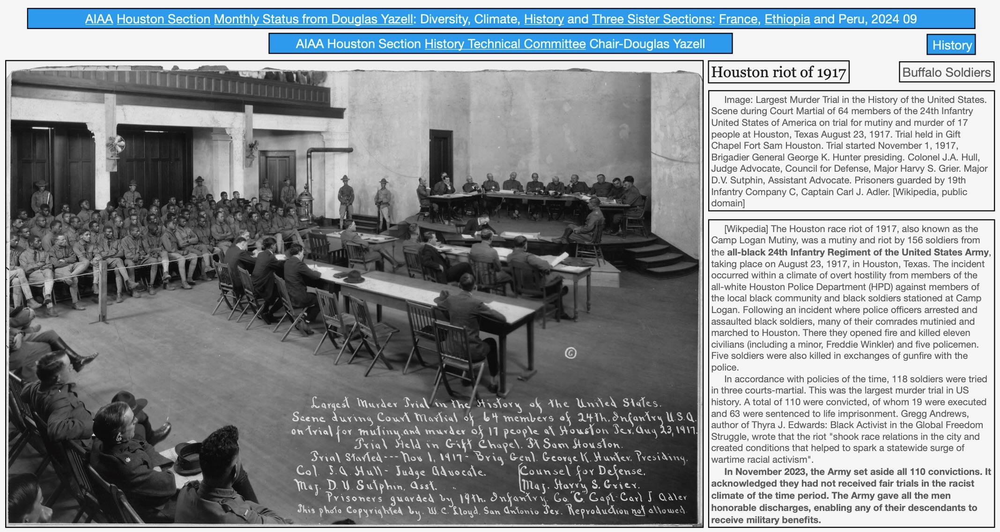 AIAA Houston Section Monthly Status from Douglas Yazell: Diversity, Climate, History and Three Sister Sections: France, Ethiopia and Peru, 2024 09
AIAA Houston Section History Technical Committee Chair-Douglas Yazell
History
Largest Murder Trial in the History of the United States.
Scene during Court Martial of 64 members of 24th. Infantry U.S.A.
on trial for mutiny and murder of 17 people at Houston Tex. Aug 23, 1917.
Trial Held in Gift Chapel. Ft Sam Houston.
Trial Started --- Nov 1, 1917 - Brig. Genl. George K. Hunter. Presiding.
Col. J. A. Hull - Judge Advocate. Counsel for Defense.
Maj. D. V. Sutphin, Asst. " Maj. Harry S. Grier.
Prisoners guarded by 19th. Infantry. Co. "C." Capt. Carl J Adler
This photo Copyrighted by. W. C. Lloyd. San Antonio Tex. Reproduction not allowed.
Houston riot of 1917
Buffalo Soldiers
Image: Largest Murder Trial in the History of the United States.
Scene during Court Martial of 64 members of the 24th Infantry
United States of America on trial for mutiny and murder of 17
people at Houston, Texas August 23, 1917. Trial held in Gift
Chapel Fort Sam Houston. Trial started November 1, 1917,
Brigadier General George K. Hunter presiding. Colonel J.A. Hull,
Judge Advocate, Council for Defense, Major Harvy S. Grier. Major
D.V. Sutphin, Assistant Advocate. Prisoners guarded by 19th
Infantry Company C, Captain Carl J. Adler. [Wikipedia, public
domain]
[Wikpedia] The Houston race riot of 1917, also known as the
Camp Logan Mutiny, was a mutiny and riot by 156 soldiers from
the all-black 24th Infantry Regiment of the United States Army,
taking place on August 23, 1917, in Houston, Texas. The incident
occurred within a climate of overt hostility from members of the
all-white Houston Police Department (HPD) against members of
the local black community and black soldiers stationed at Camp
Logan. Following an incident where police officers arrested and
assaulted black soldiers, many of their comrades mutinied and
marched to Houston. There they opened fire and killed eleven
civilians (including a minor, Freddie Winkler) and five policemen.
Five soldiers were also killed in exchanges of gunfire with the
police.
In accordance with policies of the time, 118 soldiers were tried
in three courts-martial. This was the largest murder trial in US
history. A total of 110 were convicted, of whom 19 were executed
and 63 were sentenced to life imprisonment. Gregg Andrews,
author of Thyra J. Edwards: Black Activist in the Global Freedom
Struggle, wrote that the riot "shook race relations in the city and
created conditions that helped to spark a statewide surge of
wartime racial activism".
In November 2023, the Army set aside all 110 convictions. It
acknowledged they had not received fair trials in the racist
climate of the time period. The Army gave all the men
honorable discharges, enabling any of their descendants to
receive military benefits.